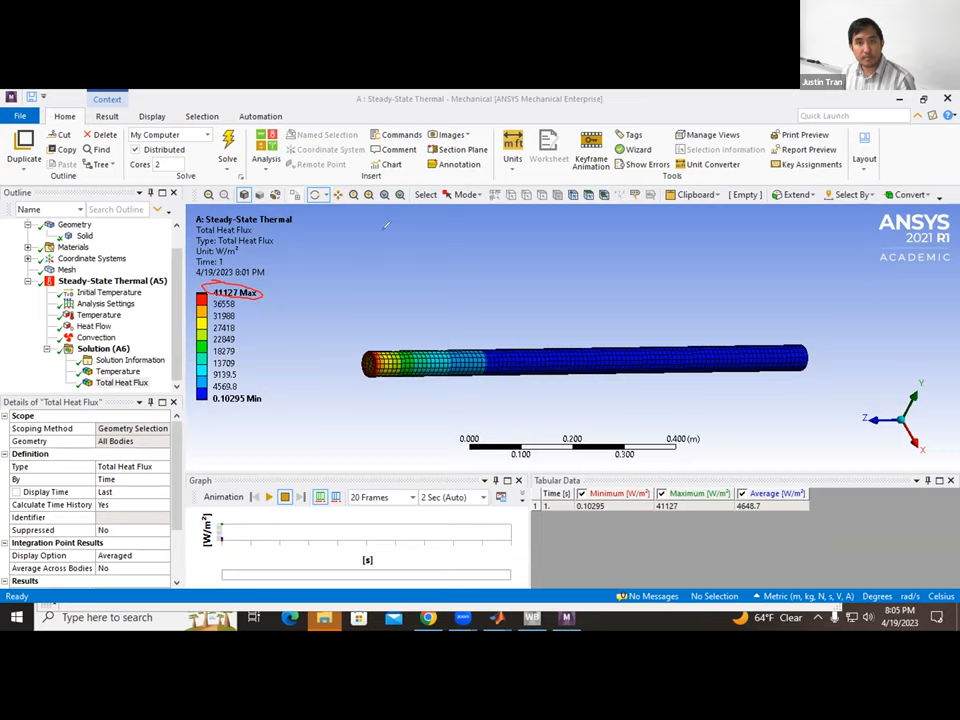 Justin Tran
Context
A : Steady-State Thermal - Mechanical [ANSYS Mechanical Enterprise]
File Home Result Display Selection Automation Quick Launch
Duplicate Cut Copy Paste Delete Find Tree
Outline
My Computer Distributed Cores 2 Solve
Solve
Analysis Named Selection Coordinate System Remote Point Commands Comment Chart Images Section Plane Annotation
Insert
Units Worksheet Keyframe Animation Tags Wizard Show Errors Manage Views Selection Information Unit Converter Print Preview Report Preview Key Assignments
Tools
Layout
Outline
Select Mode Clipboard [ Empty ] Extend Select By Convert
Name Search Outline
Geometry
Solid
Materials
Coordinate Systems
Mesh
Steady-State Thermal (A5)
Initial Temperature
Analysis Settings
Temperature
Heat Flow
Convection
Solution (A6)
Solution Information
Temperature
Total Heat Flux
A: Steady-State Thermal
Total Heat Flux
Type: Total Heat Flux
Unit: W/m²
Time: 1
4/19/2023 8:01 PM
41127 Max
36558
31988
27418
22849
18279
13709
9139.5
4569.8
0.10295 Min
ANSYS
2021 R1
ACADEMIC
0.000 0.200 0.400 (m)
0.100 0.300
Y
Z
X
Details of "Total Heat Flux"
Scope
Scoping Method Geometry Selection
Geometry All Bodies
Definition
Type Total Heat Flux
By Time
Display Time Last
Calculate Time History Yes
Identifier
Suppressed No
Integration Point Results
Display Option Averaged
Average Across Bodies No
Results
Graph
Animation 20 Frames 2 Sec (Auto)
[W/m²]
[s]
Tabular Data
Time [s] Minimum [W/m²] Maximum [W/m²] Average [W/m²]
1 1. 0.10295 41127 4648.7
Ready No Messages No Selection Metric (m, kg, N, s, V, A) Degrees rad/s Celsius
Type here to search WB M 64°F Clear 8:05 PM
4/19/2023